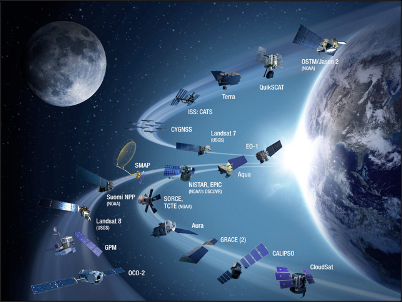 OSTM/Jason 2
(NOAA)
QuikSCAT
Terra
ISS: CATS
CYGNSS
Landsat 7
(USGS)
EO-1
SMAP
Aqua
Suomi NPP
(NOAA)
NISTAR, EPIC
(NOAA'S DSCOVR)
SORCE,
TCTE (NOAA)
Landsat 8
(USGS)
Aura
GPM
GRACE (2)
CALIPSO
CloudSat
OCO-2